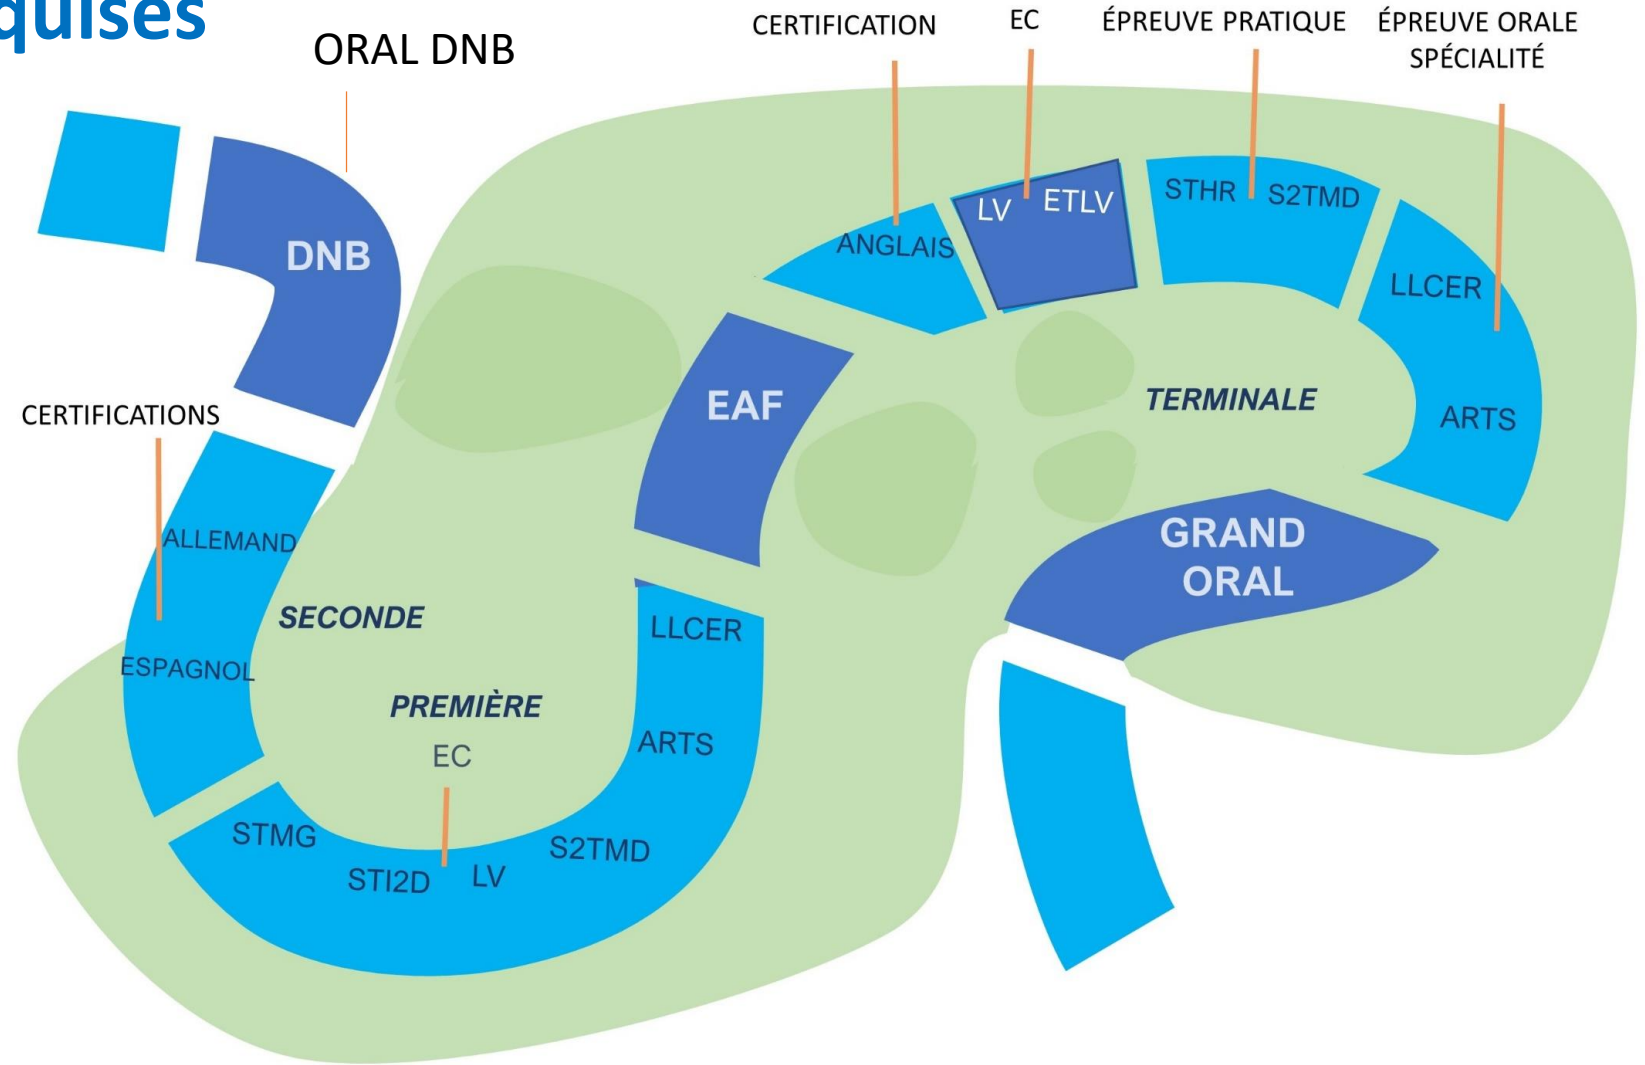 quises
ORAL DNB
CERTIFICATION
EC
ÉPREUVE PRATIQUE
ÉPREUVE ORALE
SPÉCIALITÉ
DNB
CERTIFICATIONS
ALLEMAND
ESPAGNOL
SECONDE
PREMIÈRE
EC
STMG
STI2D
LV
S2TMD
ARTS
LLCER
EAF
ANGLAIS
LV
ETLV
STHR
S2TMD
LLCER
ARTS
TERMINALE
GRAND
ORAL